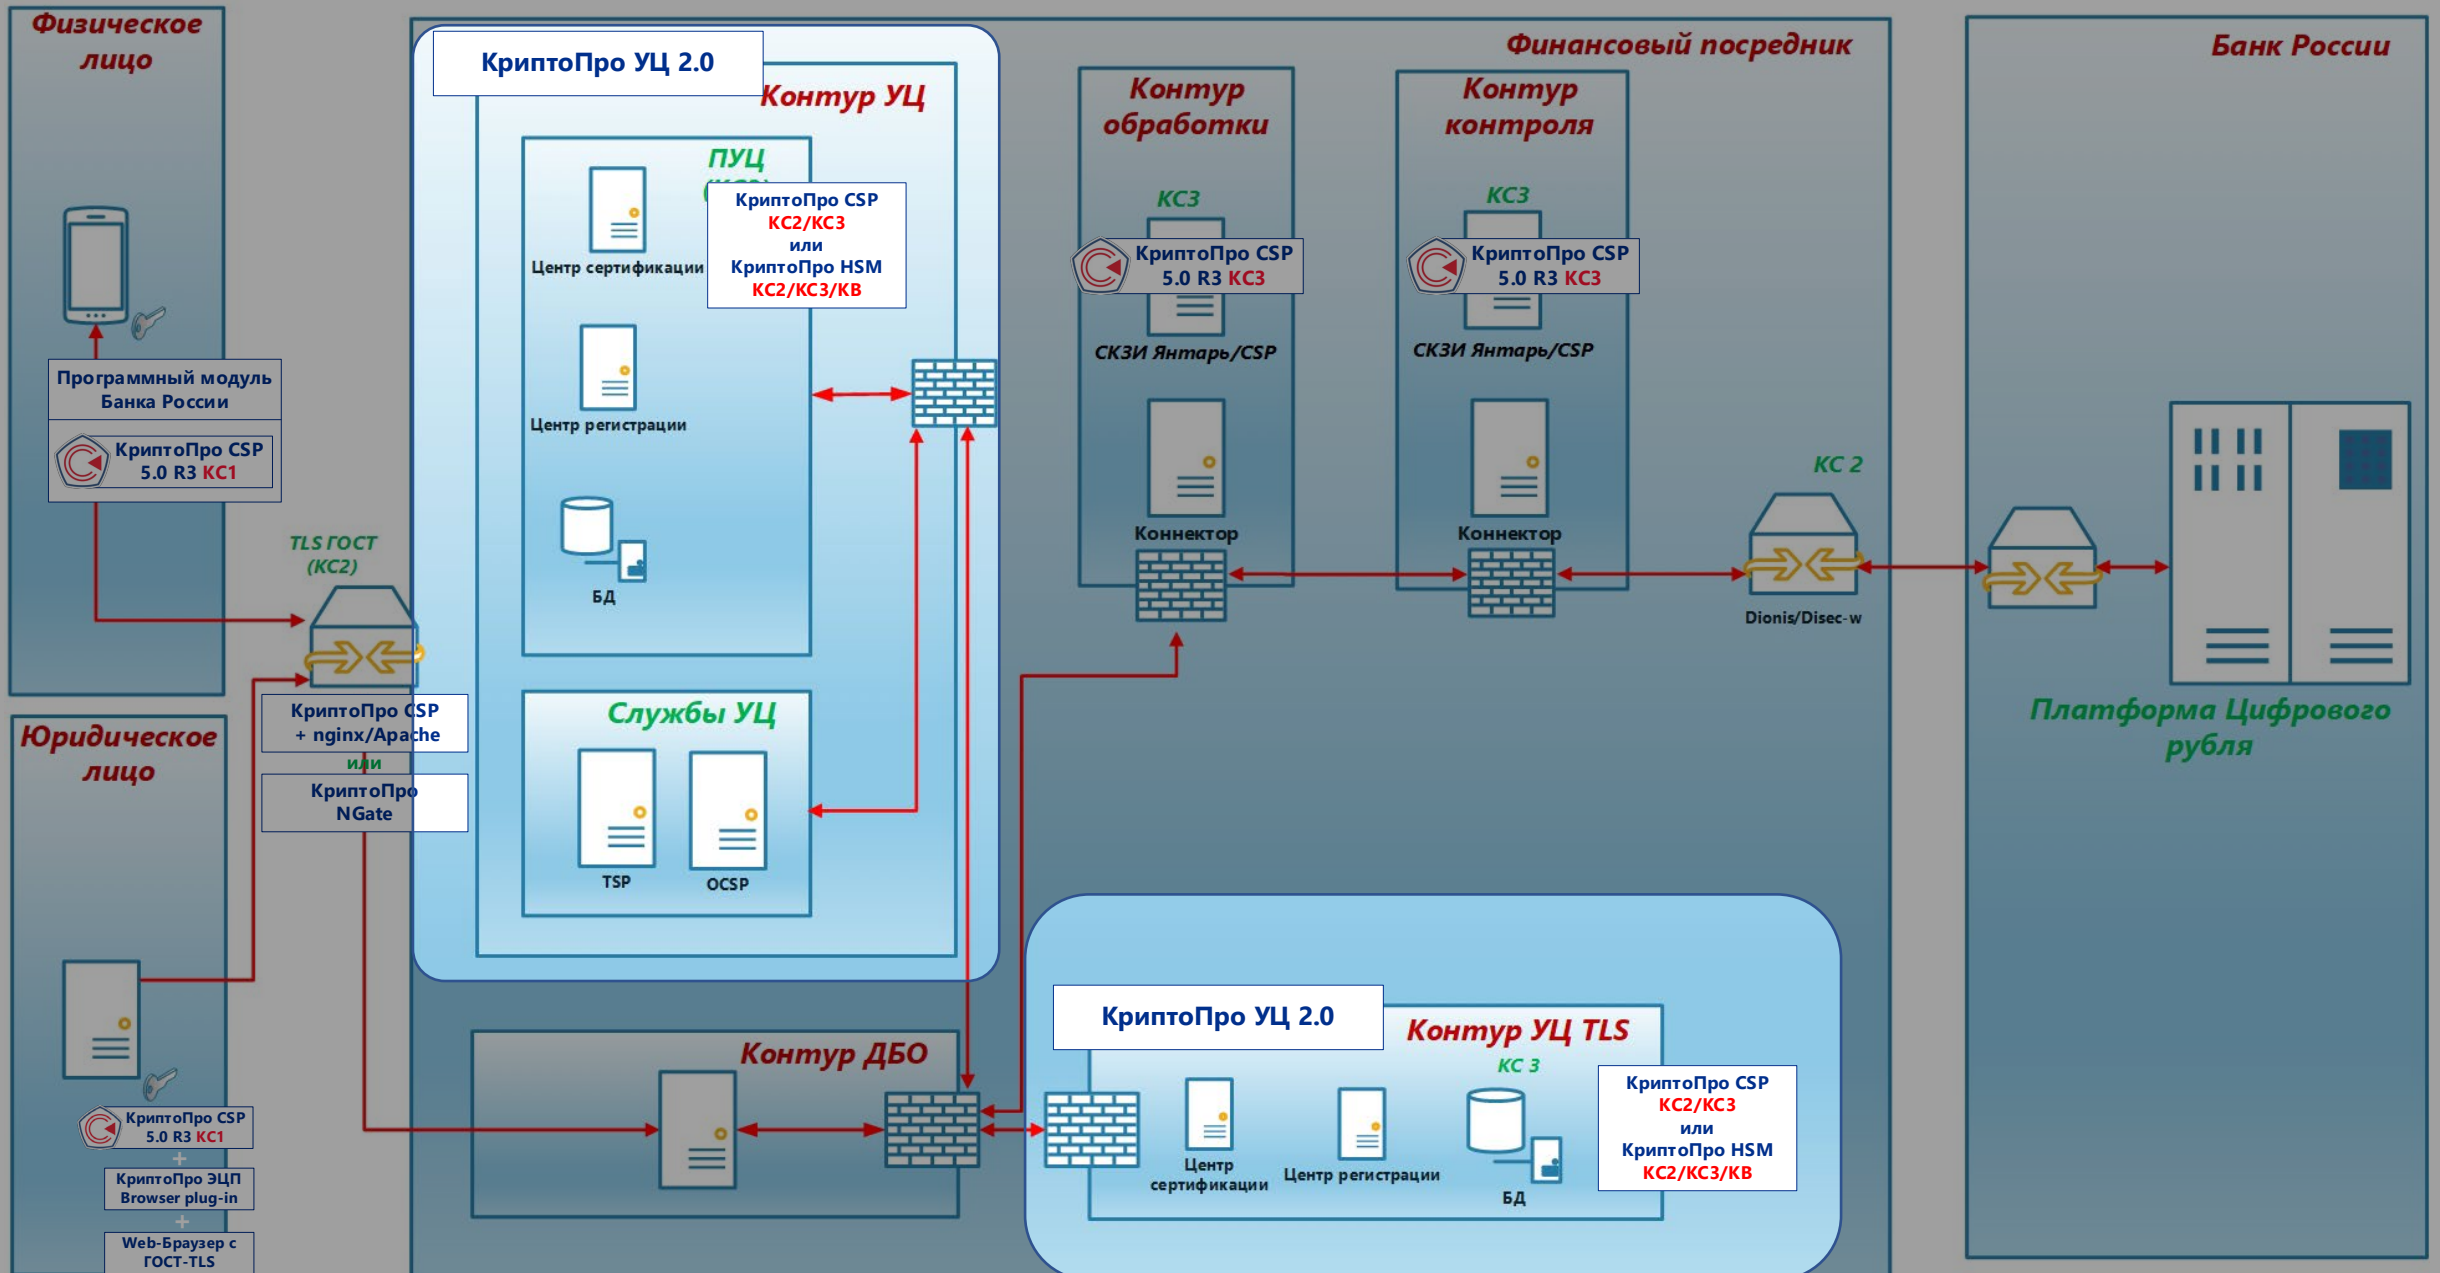 Физическое
лицо
Программный модуль
Банка России
КриптоПро CSP
5.0 R3 КС1
TLS ГОСТ
(КС2)
КриптоПро CSP
+ nginx/Apache
или
КриптоПро
NGate
Юридическое
лицо
КриптоПро CSP
5.0 R3 КС1
+
КриптоПро ЭЦП
Browser plug-in
+
Web-Браузер с
ГОСТ-TLS
Финансовый посредник
КриптоПро УЦ 2.0
Контур УЦ
ПУЦ
КриптоПро CSP
КС2/КС3
или
КриптоПро HSM
КС2/КС3/КВ
Центр сертификации
Центр регистрации
БД
Службы УЦ
TSP
OCSP
Контур ДБО
Контур
обработки
КС3
КриптоПро CSP
5.0 R3 КС3
СКЗИ Янтарь/CSP
Коннектор
Контур
контроля
КС3
КриптоПро CSP
5.0 R3 КС3
СКЗИ Янтарь/CSP
Коннектор
КС 2
Dionis/Disec-w
КриптоПро УЦ 2.0
Контур УЦ TLS
КС 3
КриптоПро CSP
КС2/КС3
или
КриптоПро HSM
КС2/КС3/КВ
Центр
сертификации
Центр регистрации
БД
Банк России
Платформа Цифрового
рубля